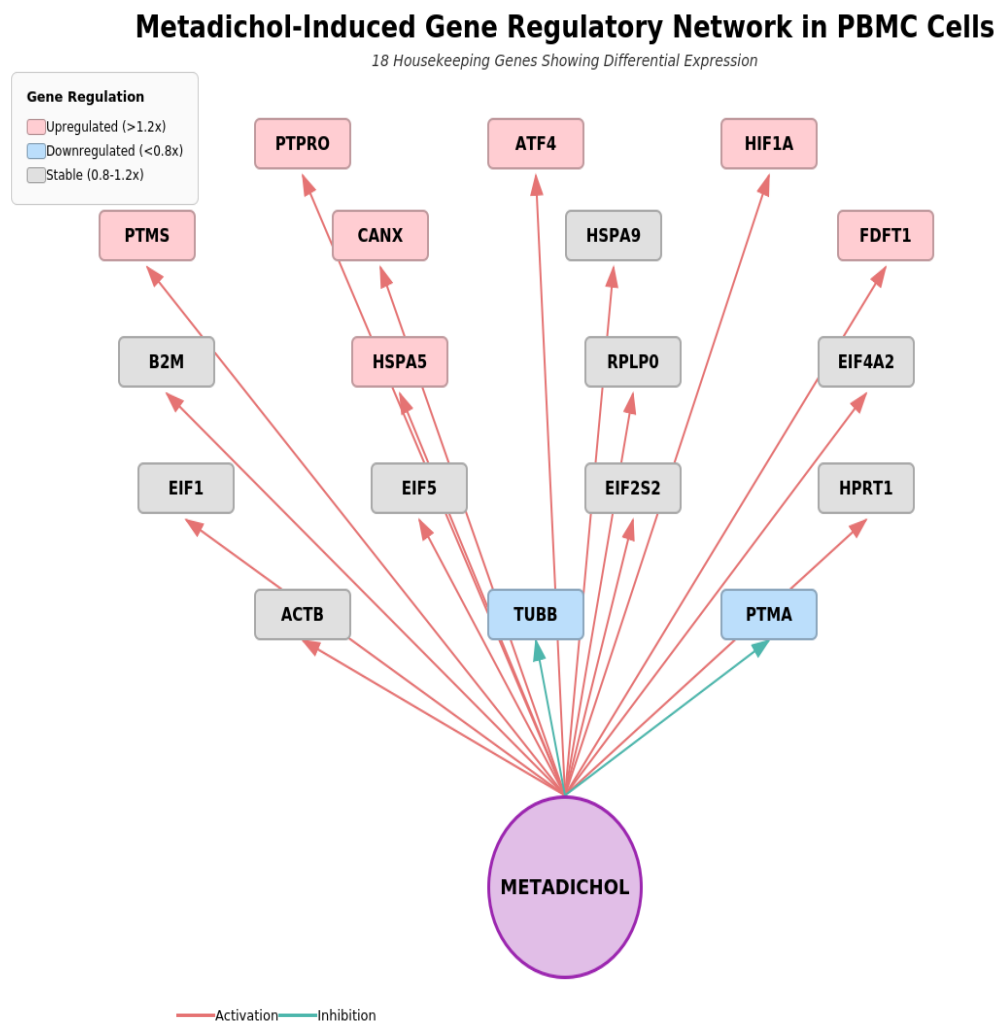 Metadichol-Induced Gene Regulatory Network in PBMC Cells
18 Housekeeping Genes Showing Differential Expression
Gene Regulation
Upregulated (>1.2x)
Downregulated (<0.8x)
Stable (0.8-1.2x)
PTPRO ATF4 HIF1A
PTMS CANX HSPA9 FDFT1
B2M HSPA5 RPLP0 EIF4A2
EIF1 EIF5 EIF2S2 HPRT1
ACTB TUBB PTMA
METADICHOL
Activation Inhibition